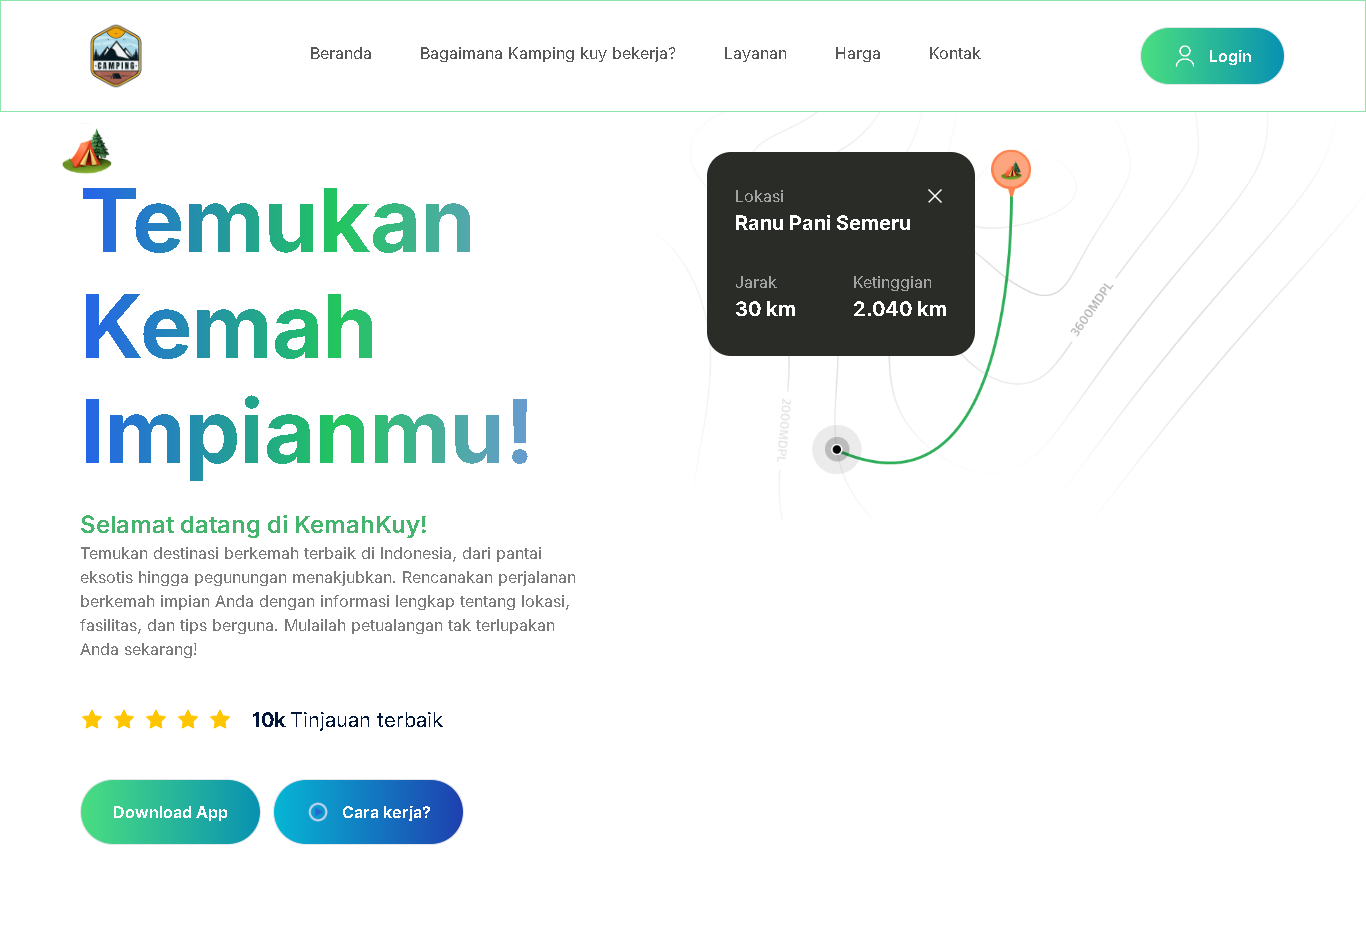 CAMPING
Beranda
Bagaimana Kamping kuy bekerja?
Layanan
Harga
Kontak
Login
Temukan
Kemah
Impianmu!
Selamat datang di KemahKuy!
Temukan destinasi berkemah terbaik di Indonesia, dari pantai
eksotis hingga pegunungan menakjubkan. Rencanakan perjalanan
berkemah impian Anda dengan informasi lengkap tentang lokasi,
fasilitas, dan tips berguna. Mulailah petualangan tak terlupakan
Anda sekarang!
10k Tinjauan terbaik
Download App
Cara kerja?
Lokasi
Ranu Pani Semeru
Jarak
30 km
Ketinggian
2.040 km
3600MDPL
2000MDPL